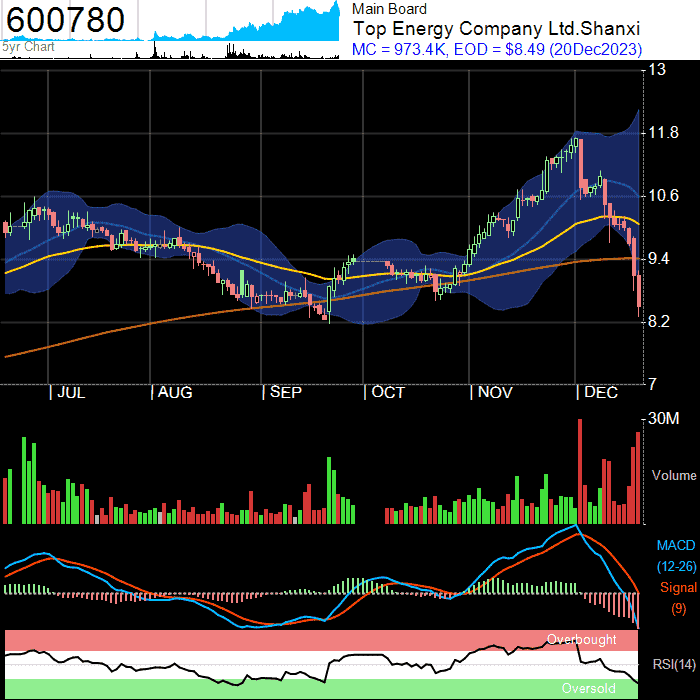 600780
5yr Chart
Main Board
Top Energy Company Ltd.Shanxi
MC = 973.4K, EOD = $8.49 (20Dec2023)
13
11.8
10.6
9.4
8.2
7
JUL
AUG
SEP
OCT
NOV
DEC
30M
Volume
MACD
(12-26)
Signal
(9)
Overbought
RSI(14)
Oversold